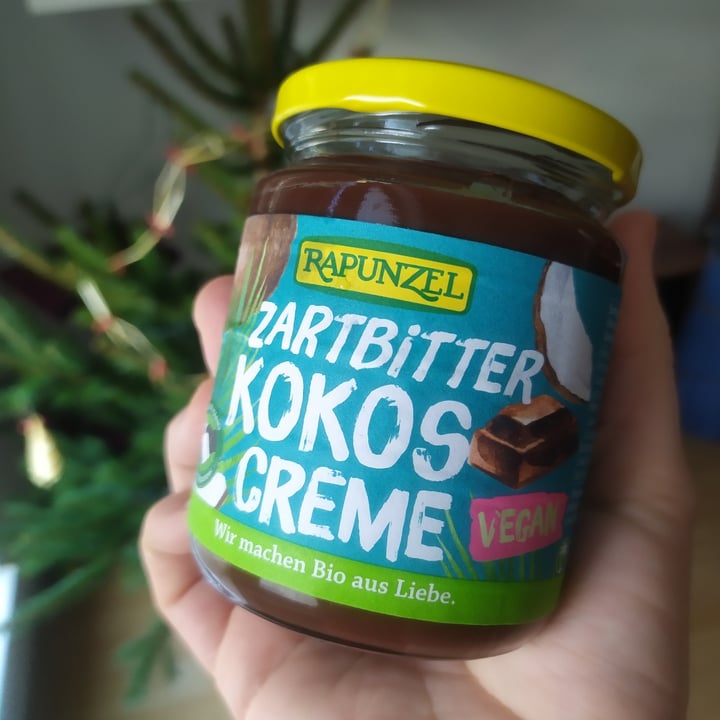 RAPUNZEL
ZARTBITTER
KOKOS
CREME
VEGAN
Wir machen Bio aus Liebe.